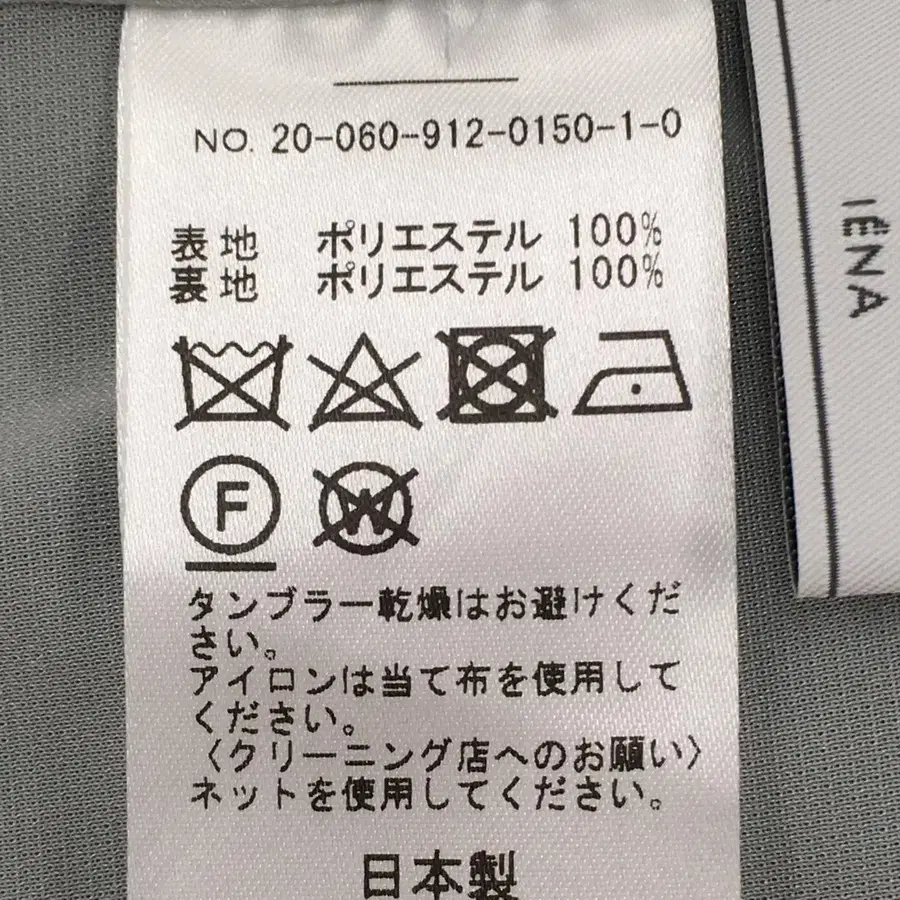 NO. 20-060-912-0150-1-0
表地 ポリエステル 100%
裏地 ポリエステル 100%
F
W
タンブラー乾燥はお避けくだ
さい。
アイロンは当て布を使用して
ください。
〈クリーニング店へのお願い〉
ネットを使用してください。
日本製
IÉNA